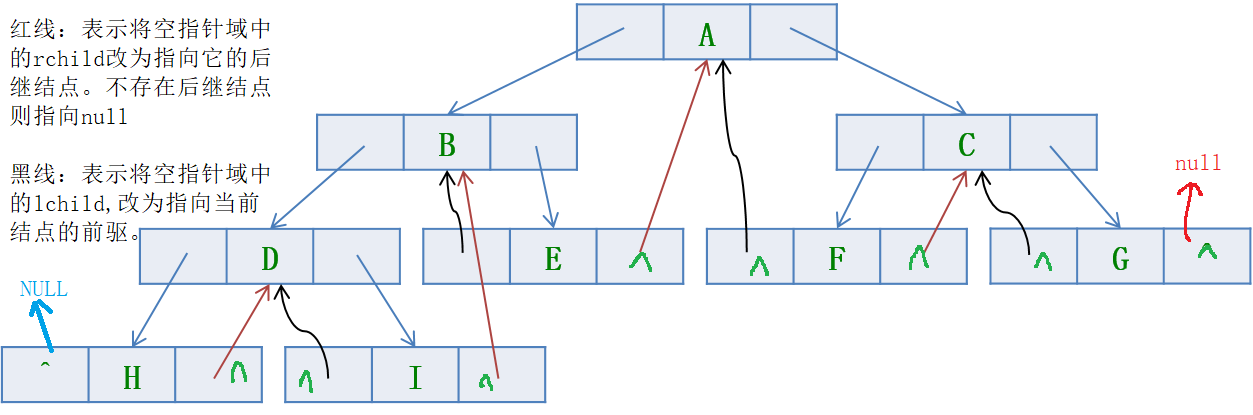 红线：表示将空指针域中
的rchild改为指向它的后
继结点。不存在后继结点
则指向null
黑线：表示将空指针域中
的lchild,改为指向当前
结点的前驱。
A
B
C
null
D
^ E ^
^ F ^
^ G ^
NULL
^ H ^
^ I ^